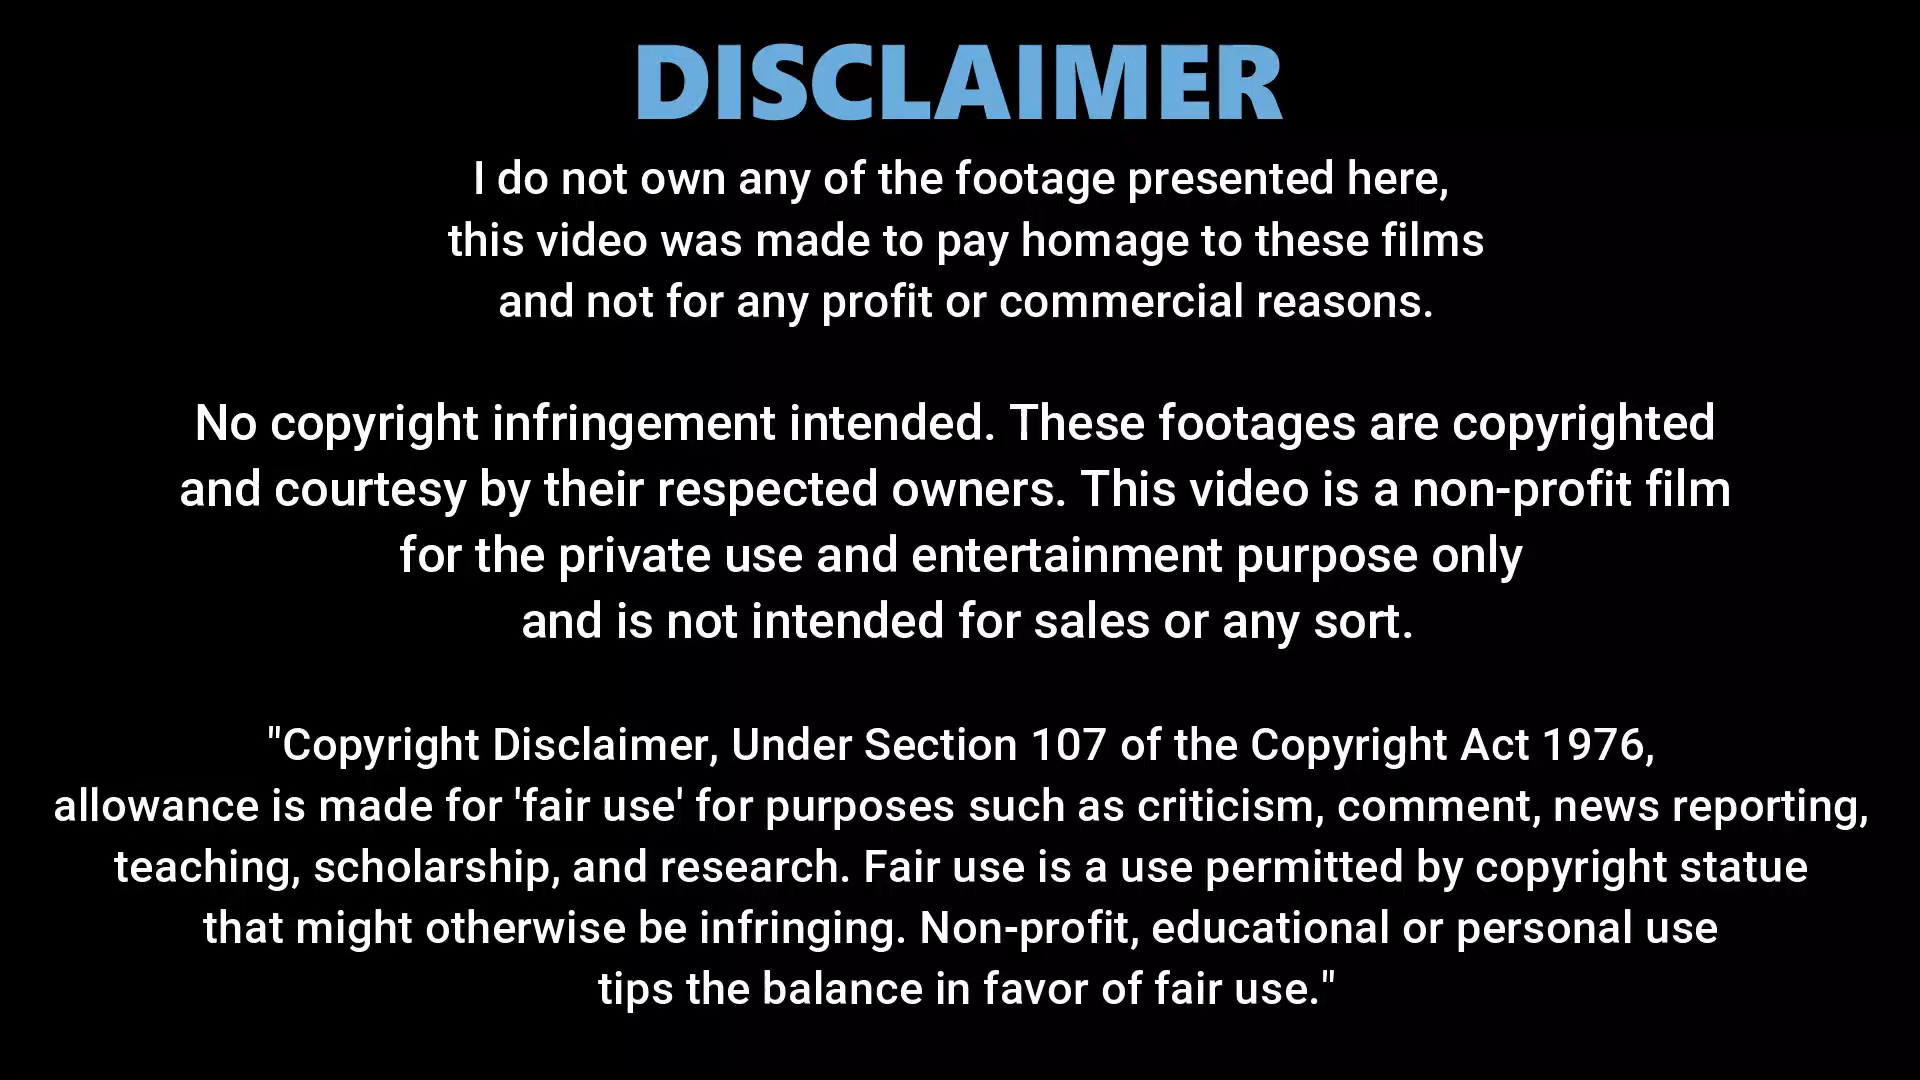 DISCLAIMER
I do not own any of the footage presented here,
this video was made to pay homage to these films
and not for any profit or commercial reasons.
No copyright infringement intended. These footages are copyrighted
and courtesy by their respected owners. This video is a non-profit film
for the private use and entertainment purpose only
and is not intended for sales or any sort.
"Copyright Disclaimer, Under Section 107 of the Copyright Act 1976,
allowance is made for 'fair use' for purposes such as criticism, comment, news reporting,
teaching, scholarship, and research. Fair use is a use permitted by copyright statue
that might otherwise be infringing. Non-profit, educational or personal use
tips the balance in favor of fair use."